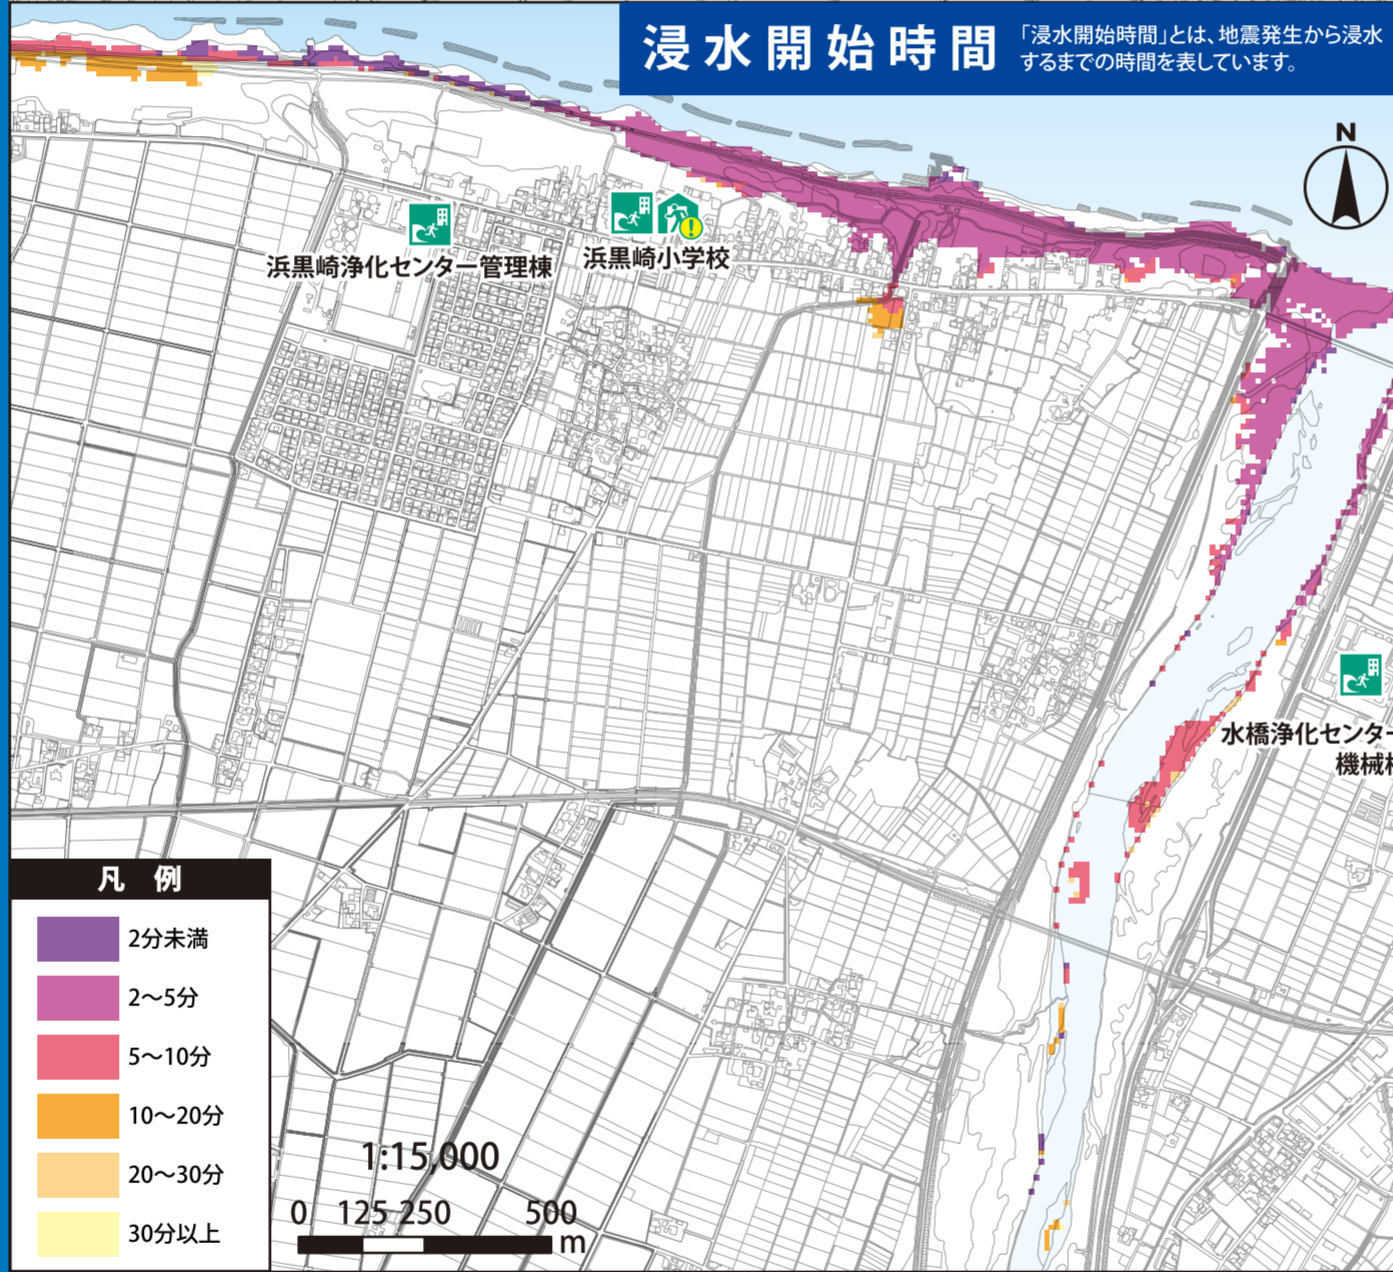 浸水開始時間
「浸水開始時間」とは、地震発生から浸水
するまでの時間を表しています。
N
浜黒崎浄化センター管理棟
浜黒崎小学校
水橋浄化センター
凡 例
2分未満
2～5分
5～10分
10～20分
20～30分
30分以上
1:15,000
0 125 250 500
m